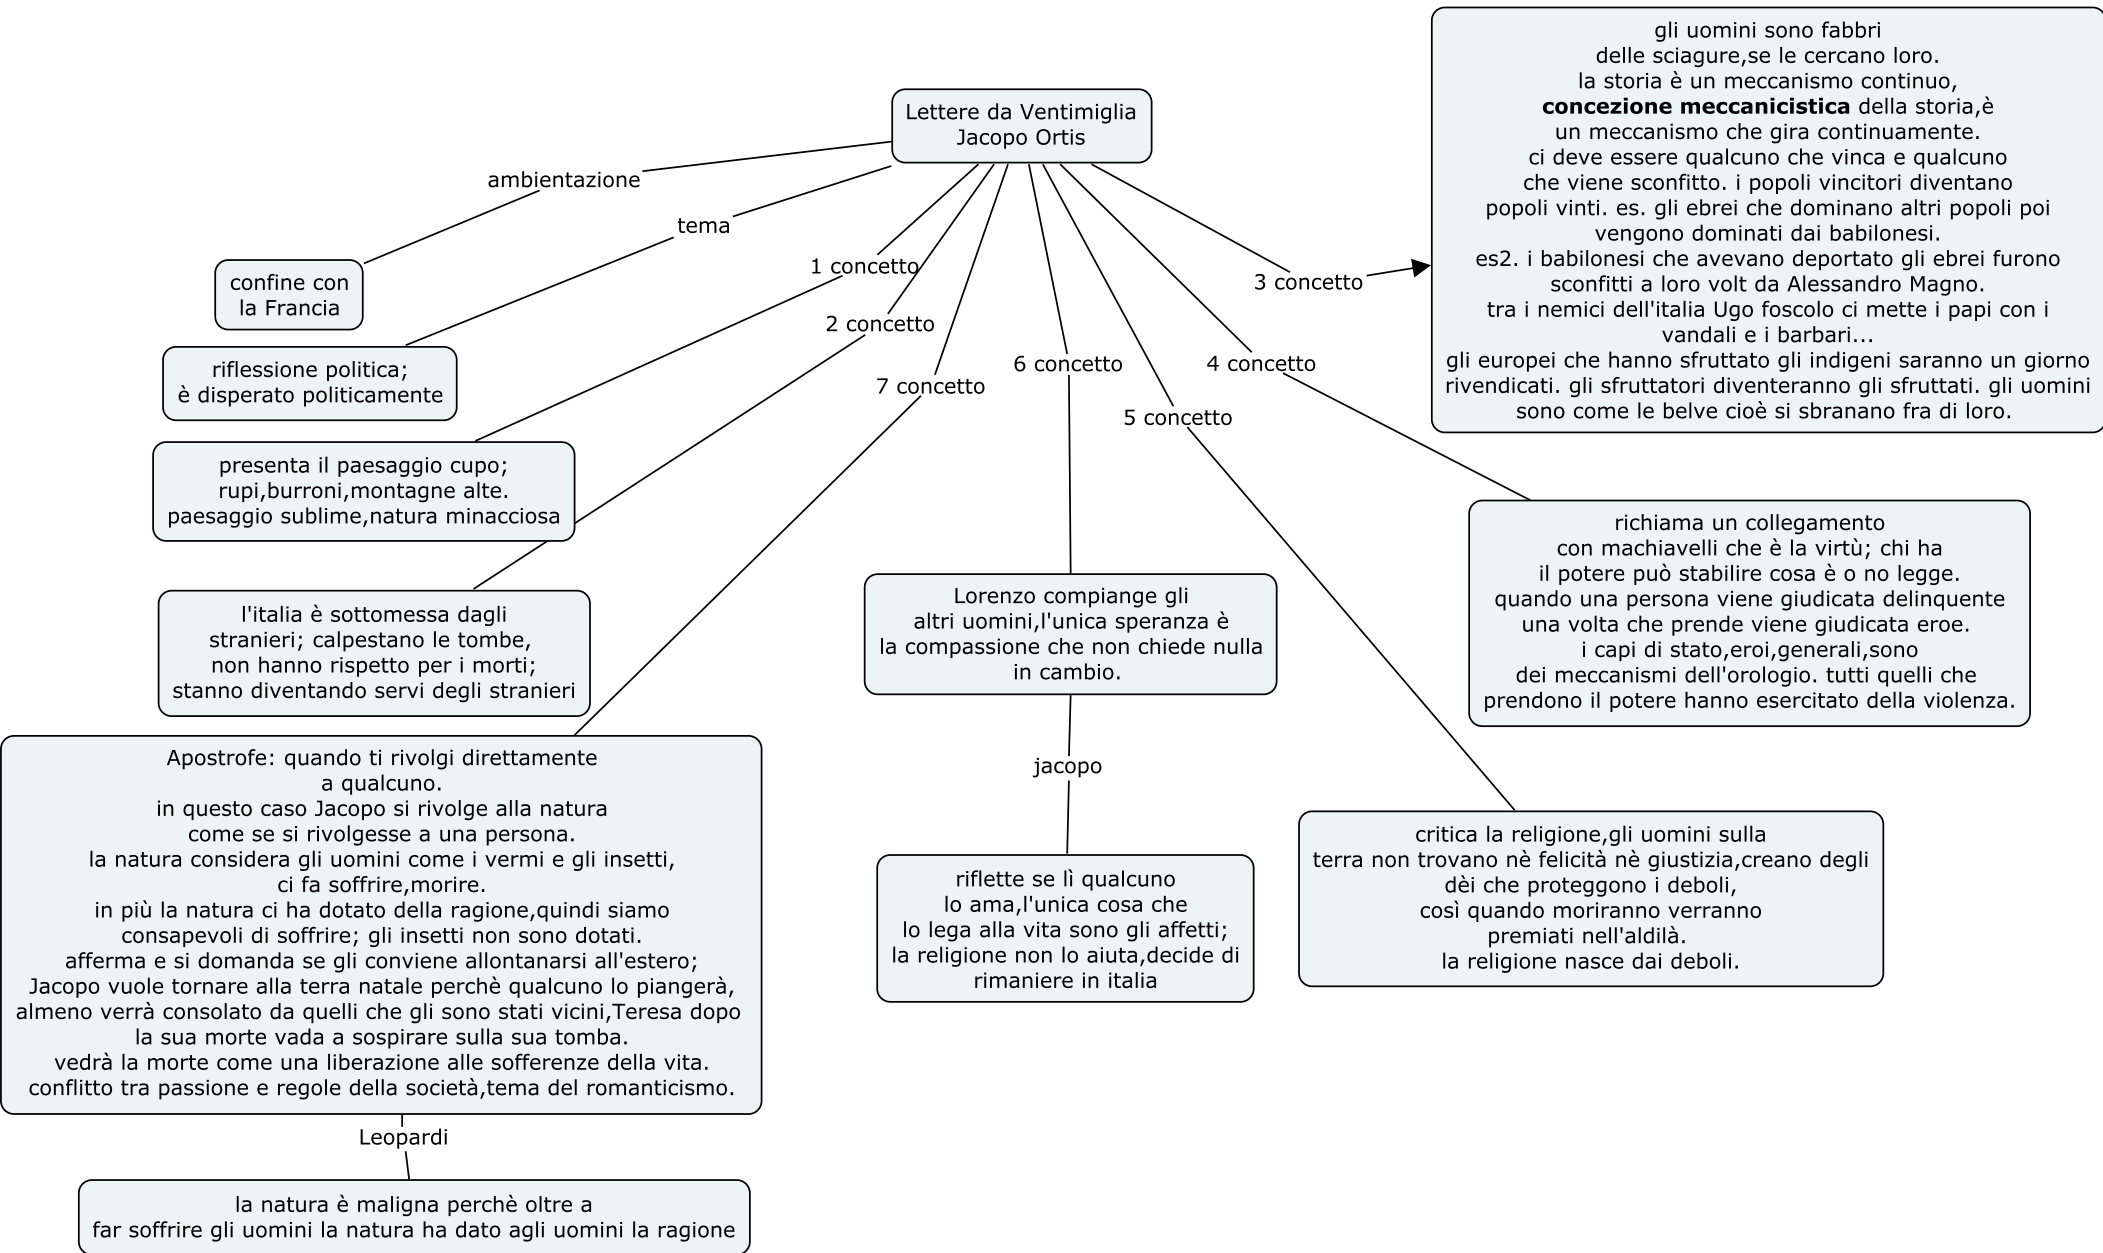 Lettere da Ventimiglia
Jacopo Ortis
ambientazione
confine con
la Francia
tema
riflessione politica;
è disperato politicamente
1 concetto
presenta il paesaggio cupo;
rupi,burroni,montagne alte.
paesaggio sublime,natura minacciosa
2 concetto
l'italia è sottomessa dagli
stranieri; calpestano le tombe,
non hanno rispetto per i morti;
stanno diventando servi degli stranieri
3 concetto
gli uomini sono fabbri
delle sciagure,se le cercano loro.
la storia è un meccanismo continuo,
concezione meccanicistica della storia,è
un meccanismo che gira continuamente.
ci deve essere qualcuno che vinca e qualcuno
che viene sconfitto. i popoli vincitori diventano
popoli vinti. es. gli ebrei che dominano altri popoli poi
vengono dominati dai babilonesi.
es2. i babilonesi che avevano deportato gli ebrei furono
sconfitti a loro volt da Alessandro Magno.
tra i nemici dell'italia Ugo foscolo ci mette i papi con i
vandali e i barbari...
gli europei che hanno sfruttato gli indigeni saranno un giorno
rivendicati. gli sfruttatori diventeranno gli sfruttati. gli uomini
sono come le belve cioè si sbranano fra di loro.
4 concetto
richiama un collegamento
con machiavelli che è la virtù; chi ha
il potere può stabilire cosa è o no legge.
quando una persona viene giudicata delinquente
una volta che prende viene giudicata eroe.
i capi di stato,eroi,generali,sono
dei meccanismi dell'orologio. tutti quelli che
prendono il potere hanno esercitato della violenza.
5 concetto
critica la religione,gli uomini sulla
terra non trovano nè felicità nè giustizia,creano degli
dèi che proteggono i deboli,
così quando moriranno verranno
premiati nell'aldilà.
la religione nasce dai deboli.
6 concetto
Lorenzo compiange gli
altri uomini,l'unica speranza è
la compassione che non chiede nulla
in cambio.
jacopo
riflette se lì qualcuno
lo ama,l'unica cosa che
lo lega alla vita sono gli affetti;
la religione non lo aiuta,decide di
rimaniere in italia
7 concetto
Apostrofe: quando ti rivolgi direttamente
a qualcuno.
in questo caso Jacopo si rivolge alla natura
come se si rivolgesse a una persona.
la natura considera gli uomini come i vermi e gli insetti,
ci fa soffrire,morire.
in più la natura ci ha dotato della ragione,quindi siamo
consapevoli di soffrire; gli insetti non sono dotati.
afferma e si domanda se gli conviene allontanarsi all'estero;
Jacopo vuole tornare alla terra natale perchè qualcuno lo piangerà,
almeno verrà consolato da quelli che gli sono stati vicini,Teresa dopo
la sua morte vada a sospirare sulla sua tomba.
vedrà la morte come una liberazione alle sofferenze della vita.
conflitto tra passione e regole della società,tema del romanticismo.
Leopardi
la natura è maligna perchè oltre a
far soffrire gli uomini la natura ha dato agli uomini la ragione